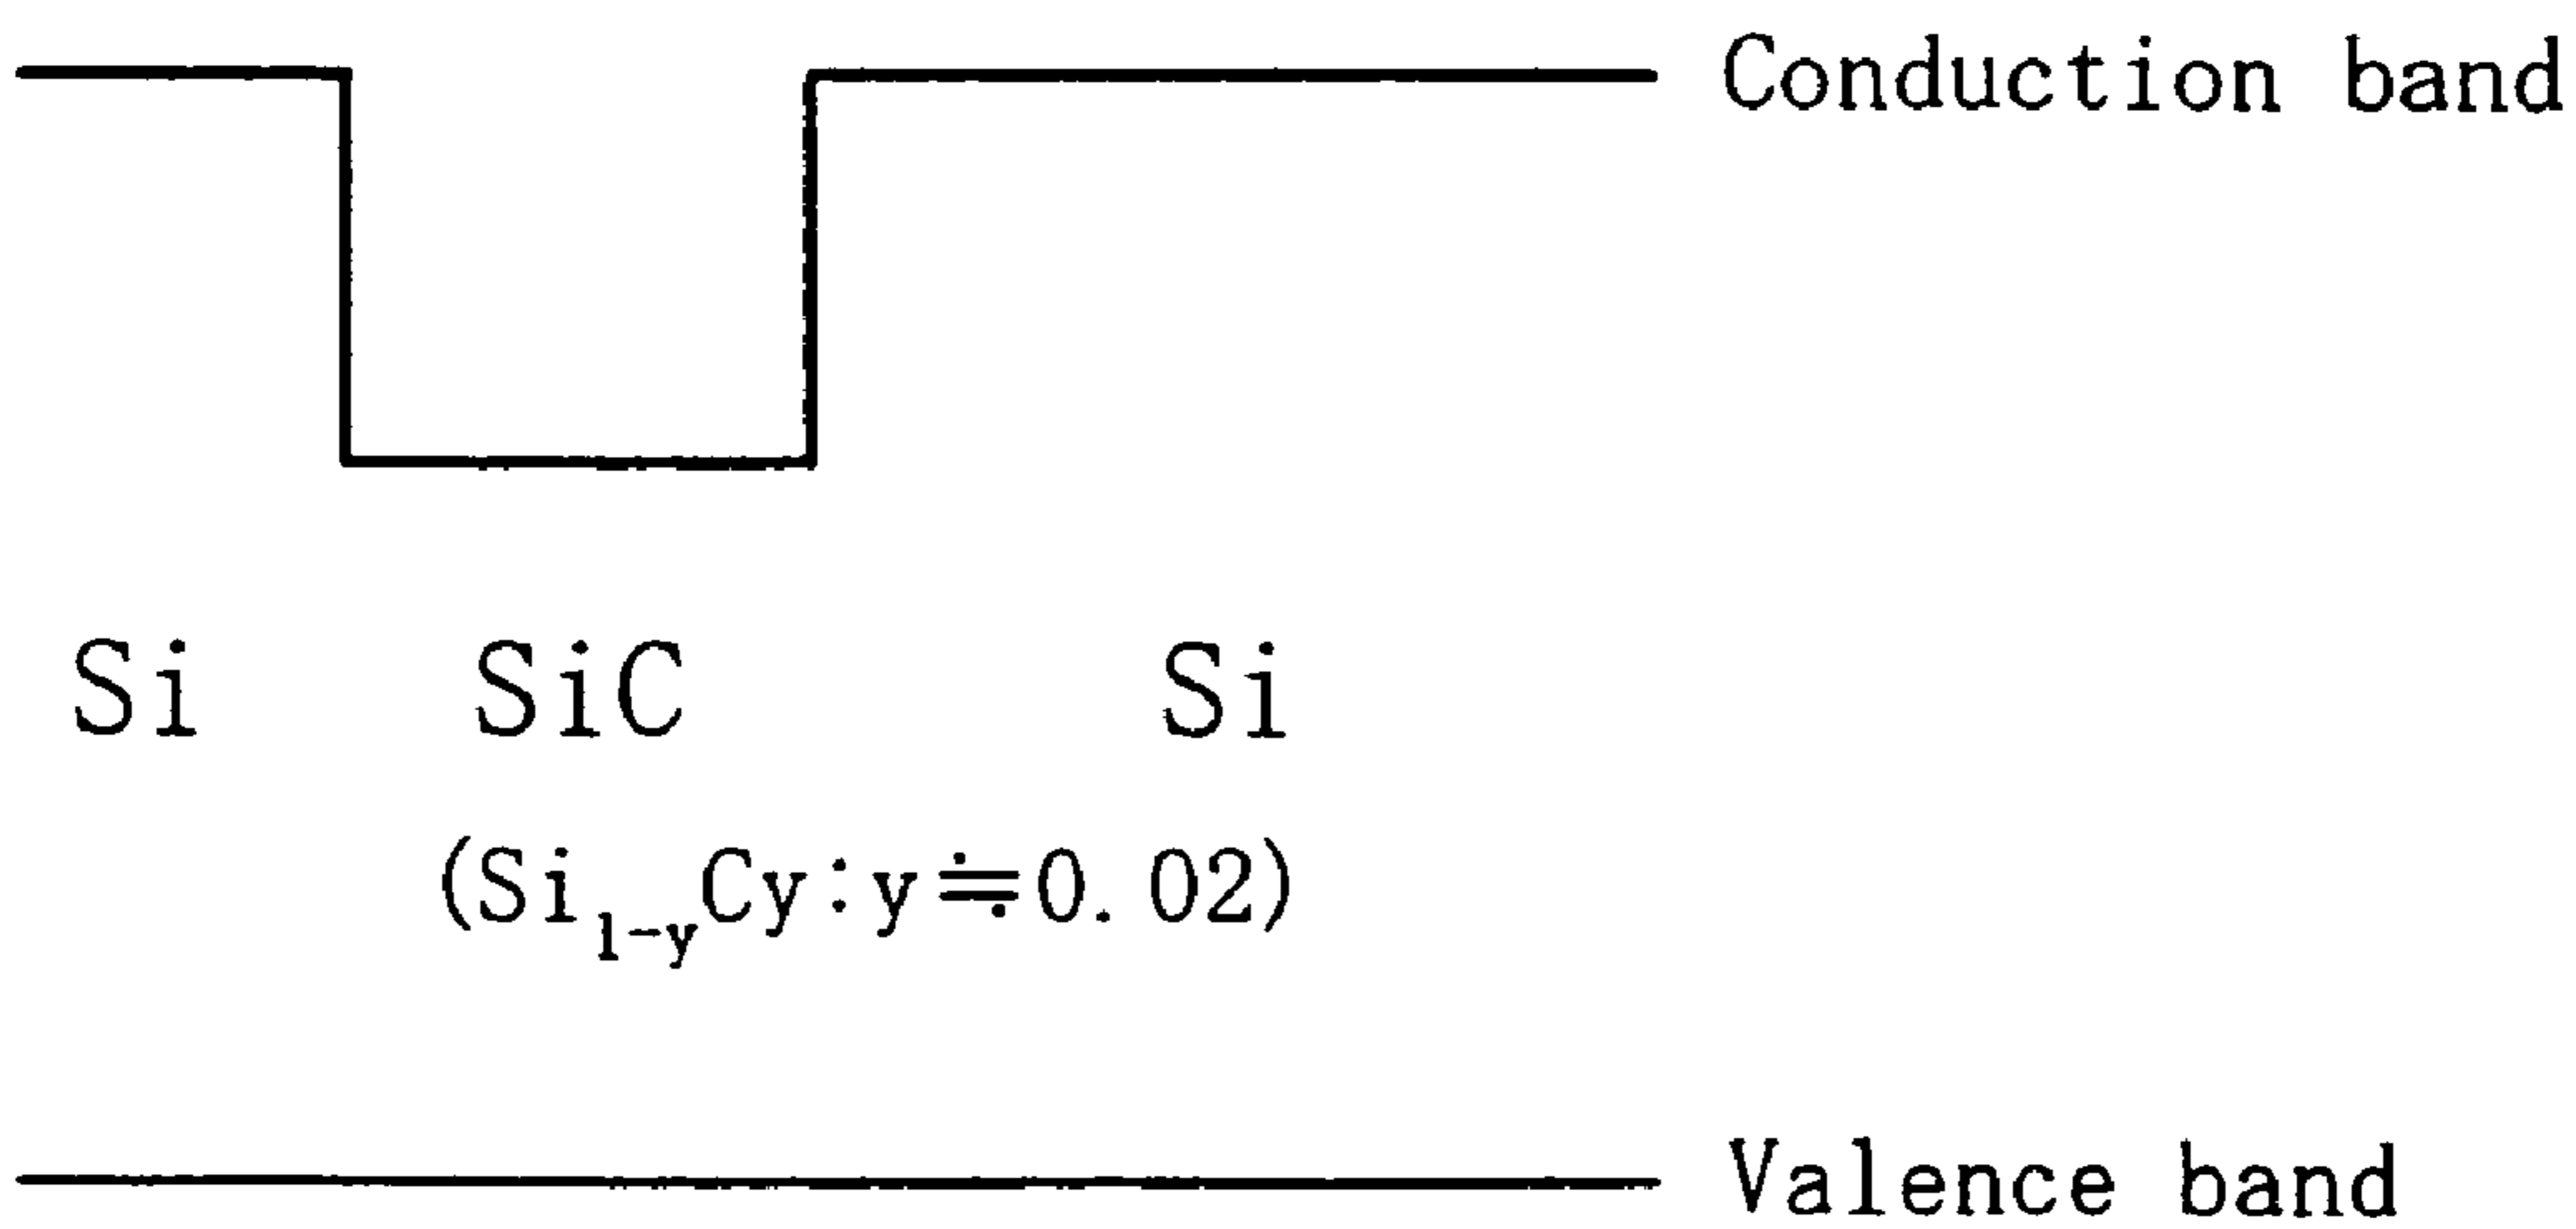 Conduction band
Si SiC Si
(Si₁₋yCy:y≒0.02)
Valence band